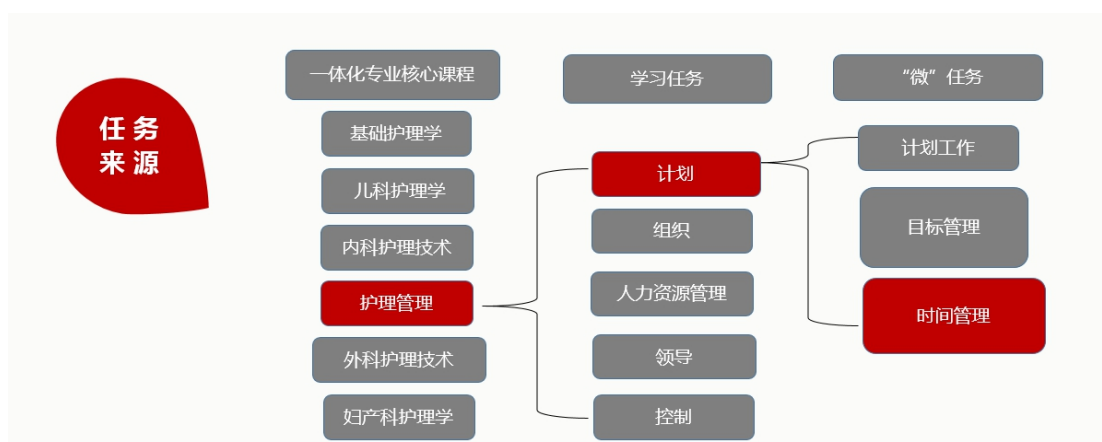 任务
来源
一体化专业核心课程
基础护理学
儿科护理学
内科护理技术
护理管理
外科护理技术
妇产科护理学
学习任务
计划
组织
人力资源管理
领导
控制
“微”任务
计划工作
目标管理
时间管理